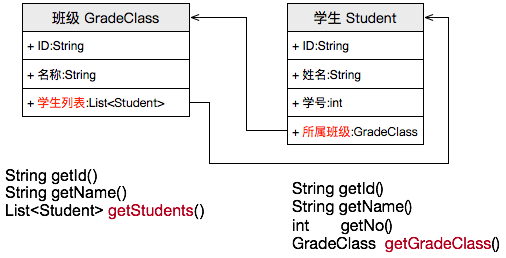 班级 GradeClass
+ ID:String
+ 名称:String
+ 学生列表:List<Student>
String getId()
String getName()
List<Student> getStudents()
学生 Student
+ ID:String
+ 姓名:String
+ 学号:int
+ 所属班级:GradeClass
String getId()
String getName()
int getNo()
GradeClass getGradeClass()